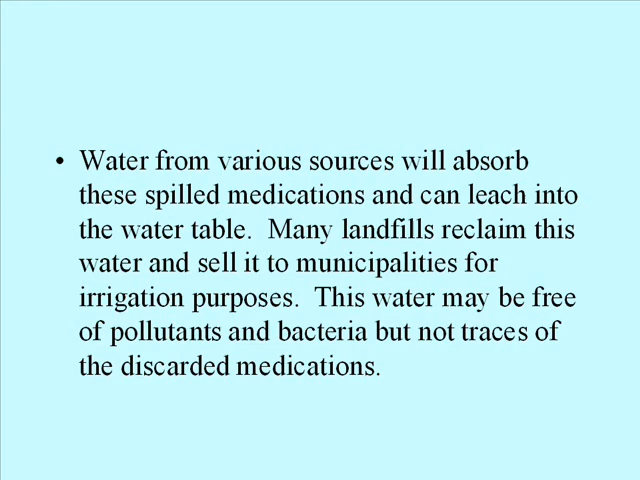 • Water from various sources will absorb
these spilled medications and can leach into
the water table.  Many landfills reclaim this
water and sell it to municipalities for
irrigation purposes.  This water may be free
of pollutants and bacteria but not traces of
the discarded medications.